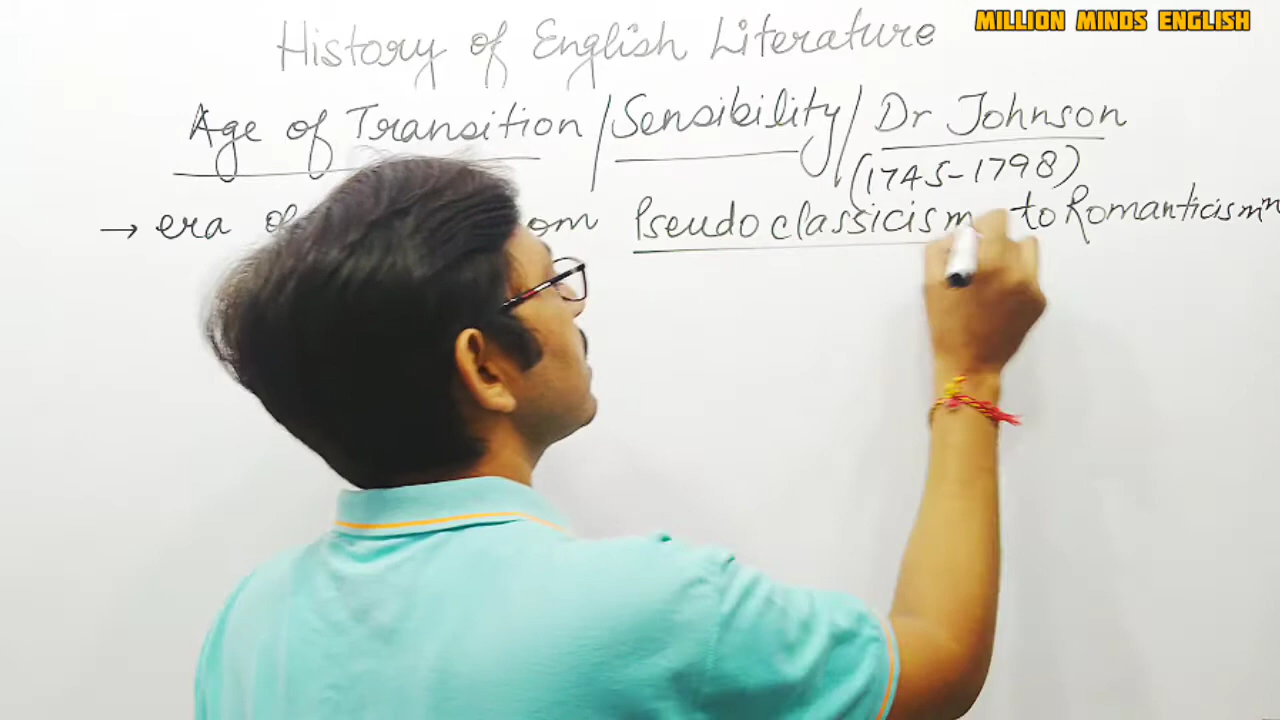 MILLION MINDS ENGLISH
History of English Literature
Age of Transition / Sensibility / Dr Johnson
(1745-1798)
→ era om Pseudo classicism to Romanticism